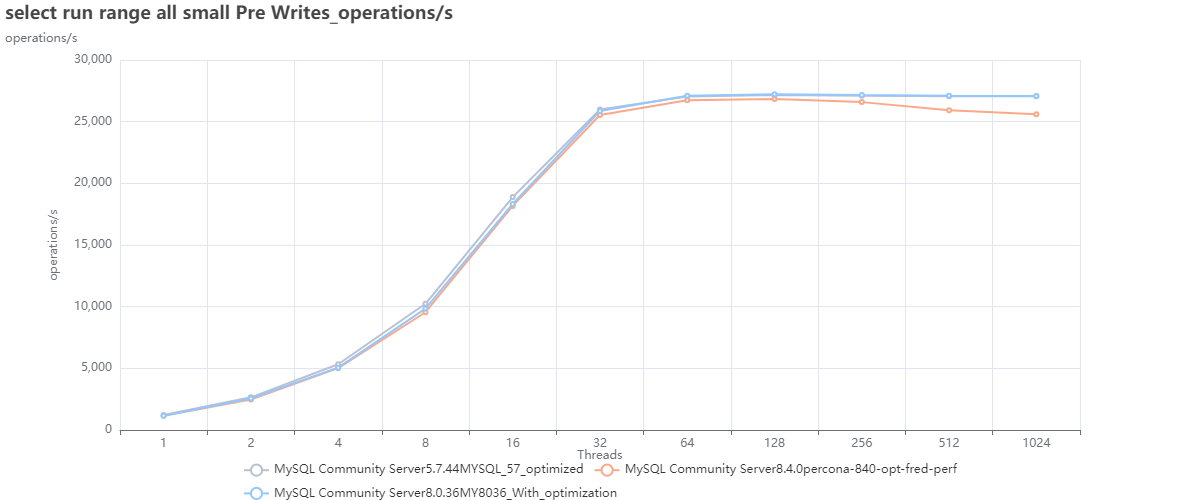 select run range all small Pre Writes_operations/s
operations/s
30,000
25,000
20,000
15,000
10,000
5,000
0
operations/s
1 2 4 8 16 32 64 128 256 512 1024
Threads
MySQL Community Server5.7.44MYSQL_57_optimized MySQL Community Server8.4.0percona-840-opt-fred-perf
MySQL Community Server8.0.36MY8036_With_optimization